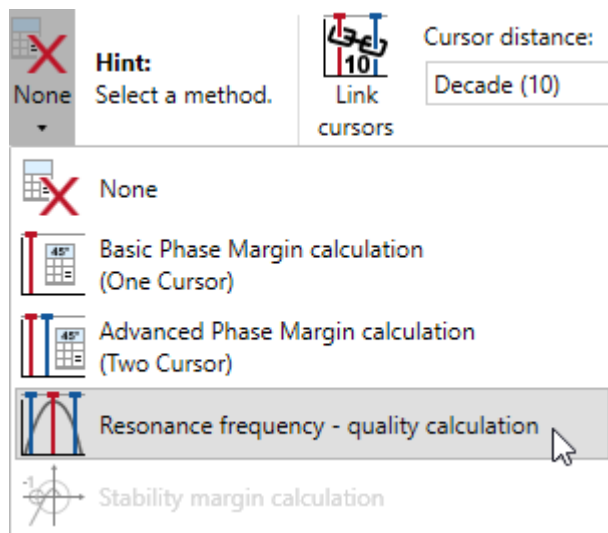 None
Hint:
Select a method.
10
Link
cursors
Cursor distance:
Decade (10)
None
45°
Basic Phase Margin calculation
(One Cursor)
45°
Advanced Phase Margin calculation
(Two Cursor)
Resonance frequency - quality calculation
-1
Stability margin calculation